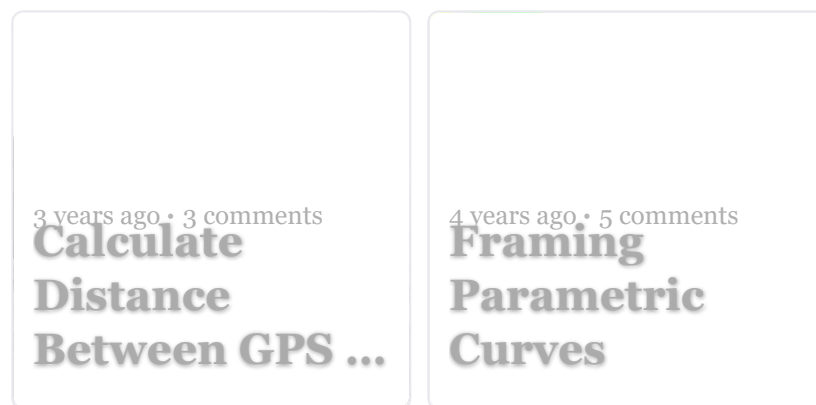 3 years ago · 3 comments
Calculate
Distance
Between GPS ...
4 years ago · 5 comments
Framing
Parametric
Curves